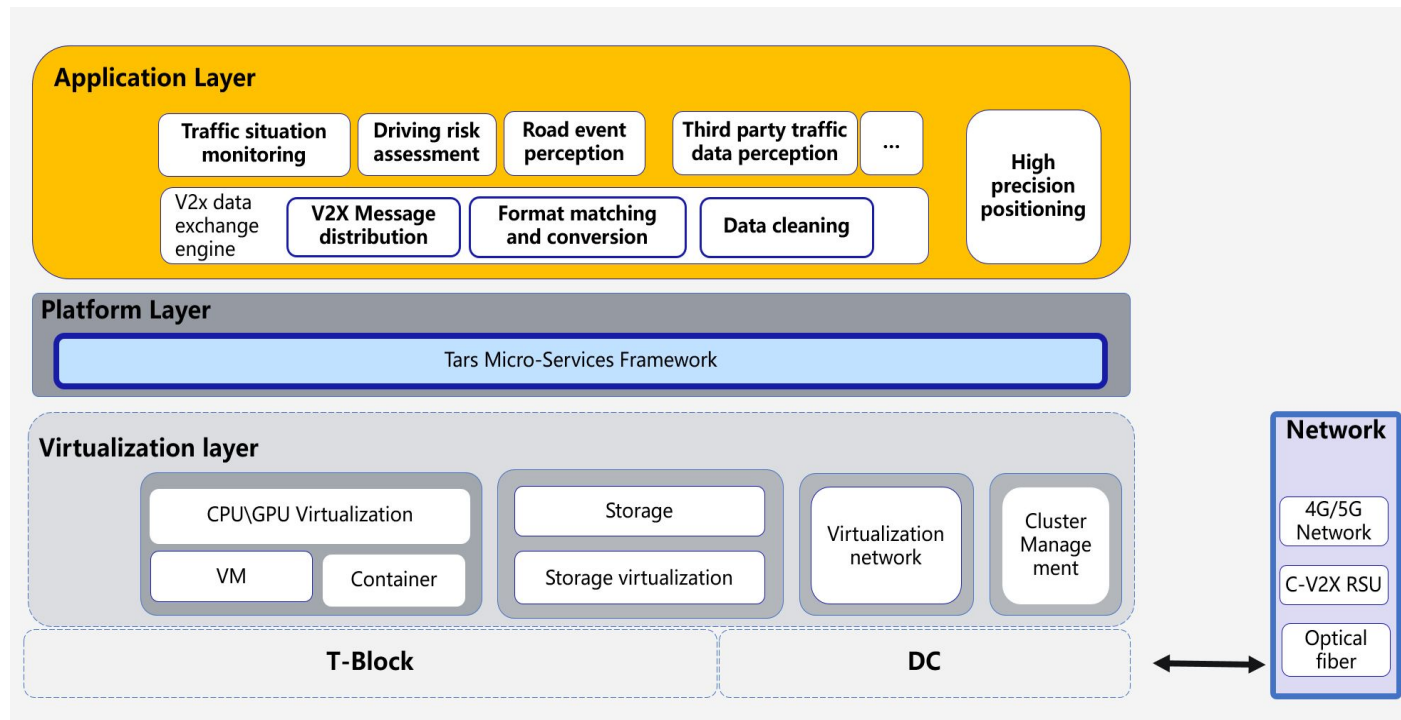 Application Layer
Traffic situation
monitoring
Driving risk
assessment
Road event
perception
Third party traffic
data perception
...
High
precision
positioning
V2x data
exchange
engine
V2X Message
distribution
Format matching
and conversion
Data cleaning
Platform Layer
Tars Micro-Services Framework
Virtualization layer
CPU\GPU Virtualization
VM
Container
Storage
Storage virtualization
Virtualization
network
Cluster
Manage
ment
T-Block
DC
Network
4G/5G
Network
C-V2X RSU
Optical
fiber